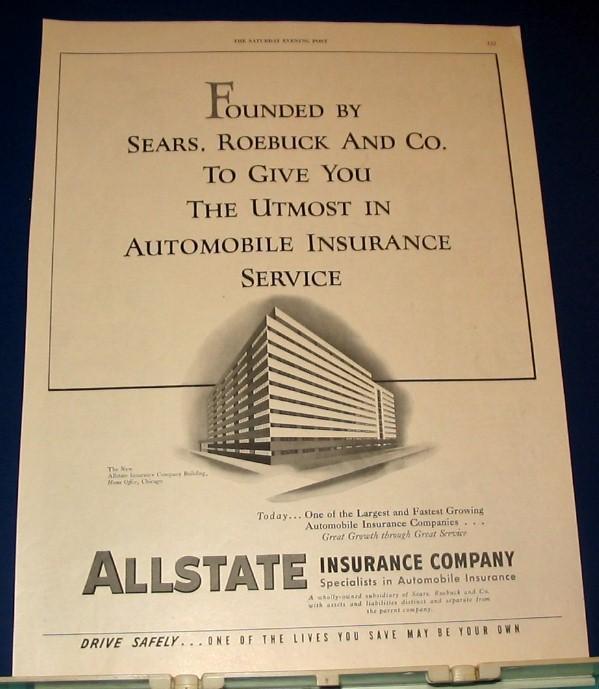 THE SATURDAY EVENING POST
FOUNDED BY
SEARS, ROEBUCK AND CO.
TO GIVE YOU
THE UTMOST IN
AUTOMOBILE INSURANCE
SERVICE
The New
Allstate Insurance Company Building,
Home Office, Chicago
Today... One of the Largest and Fastest Growing
Automobile Insurance Companies . . .
Great Growth through Great Service
ALLSTATE INSURANCE COMPANY
Specialists in Automobile Insurance
A wholly-owned subsidiary of Sears, Roebuck and Co.
with assets and liabilities distinct and separate from
the parent company.
DRIVE SAFELY... ONE OF THE LIVES YOU SAVE MAY BE YOUR OWN